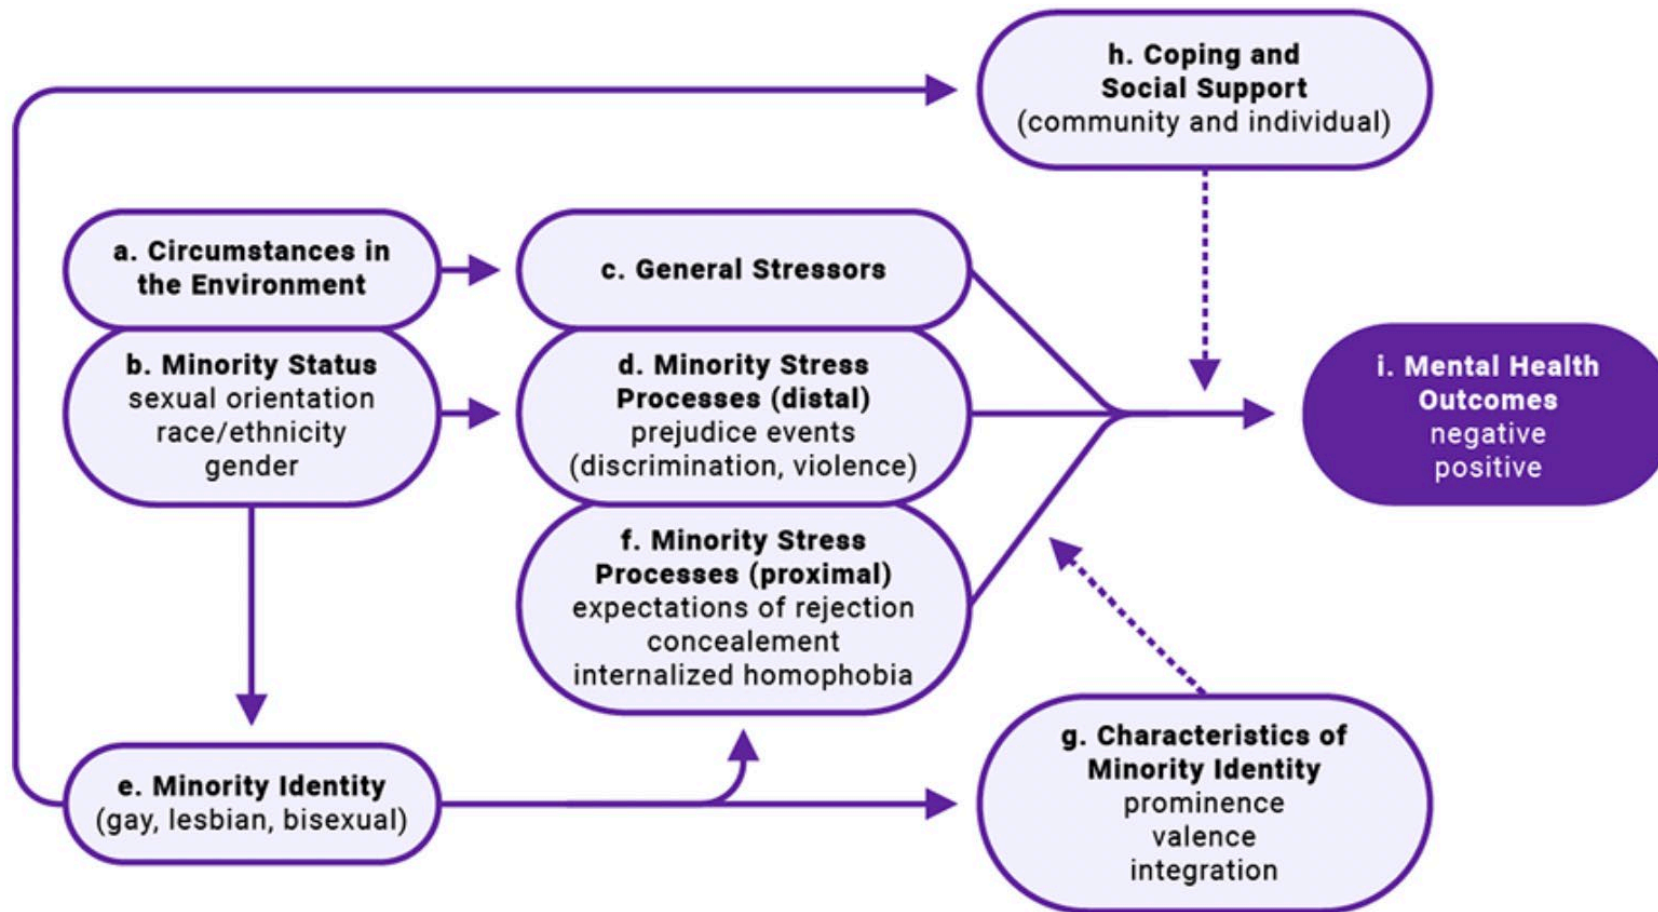 h. Coping and
Social Support
(community and individual)
a. Circumstances in
the Environment
c. General Stressors
b. Minority Status
sexual orientation
race/ethnicity
gender
d. Minority Stress
Processes (distal)
prejudice events
(discrimination, violence)
i. Mental Health
Outcomes
negative
positive
f. Minority Stress
Processes (proximal)
expectations of rejection
concealement
internalized homophobia
e. Minority Identity
(gay, lesbian, bisexual)
g. Characteristics of
Minority Identity
prominence
valence
integration